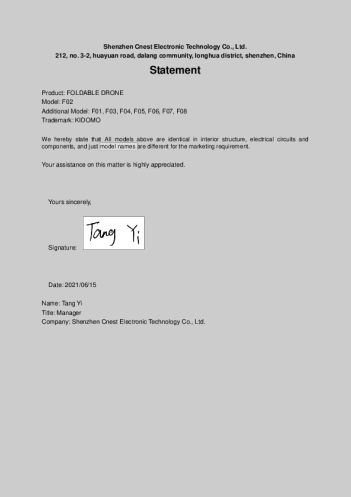 Shenzhen Cnest Electronic Technology Co., Ltd.
212, no. 3-2, huayuan road, dalang community, longhua district, shenzhen, China
Statement
Product: FOLDABLE DRONE
Model: F02
Additional Model: F01, F03, F04, F05, F06, F07, F08
Trademark: KIDOMO
We hereby state that All models above are identical in interior structure, electrical circuits and
components, and just model names are different for the marketing requirement.
Your assistance on this matter is highly appreciated.
Yours sincerely,
Tang Yi
Signature:
Date: 2021/06/15
Name: Tang Yi
Title: Manager
Company: Shenzhen Cnest Electronic Technology Co., Ltd.